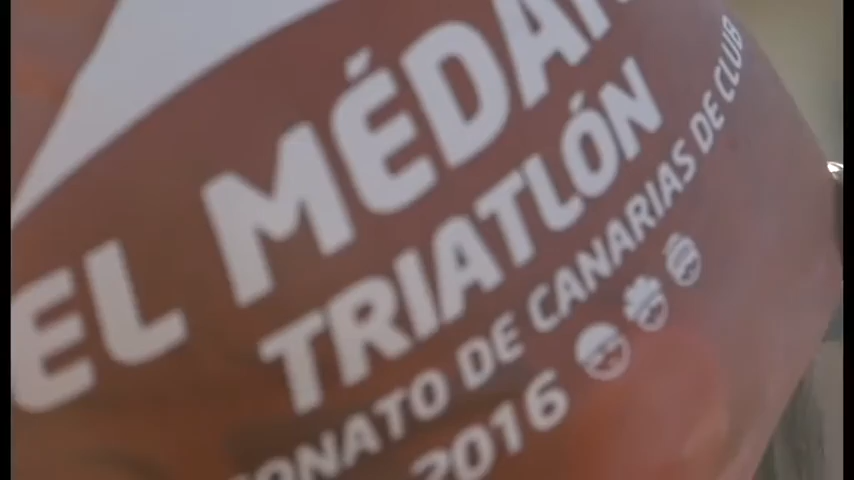 EL MÉDAN
TRIATLÓN
ONATO DE CANARIAS DE CLUB
2016